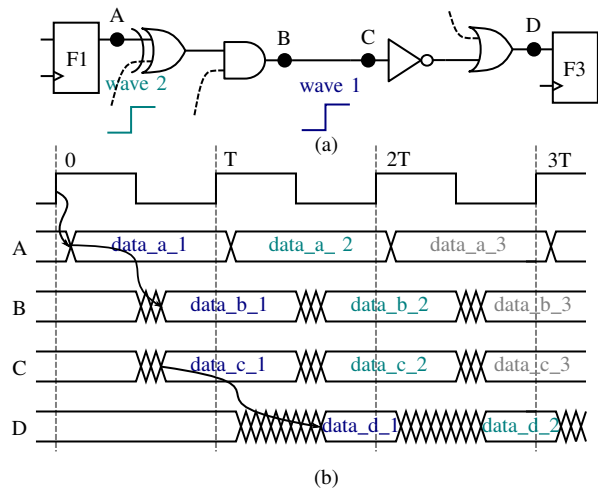 A
F1
B
C
D
F3
wave 2
wave 1
(a)
0
T
2T
3T
A
data_a_1
data_a_ 2
data_a_3
B
data_b_1
data_b_2
data_b_3
C
data_c_1
data_c_2
data_c_3
D
data_d_1
data_d_2
(b)